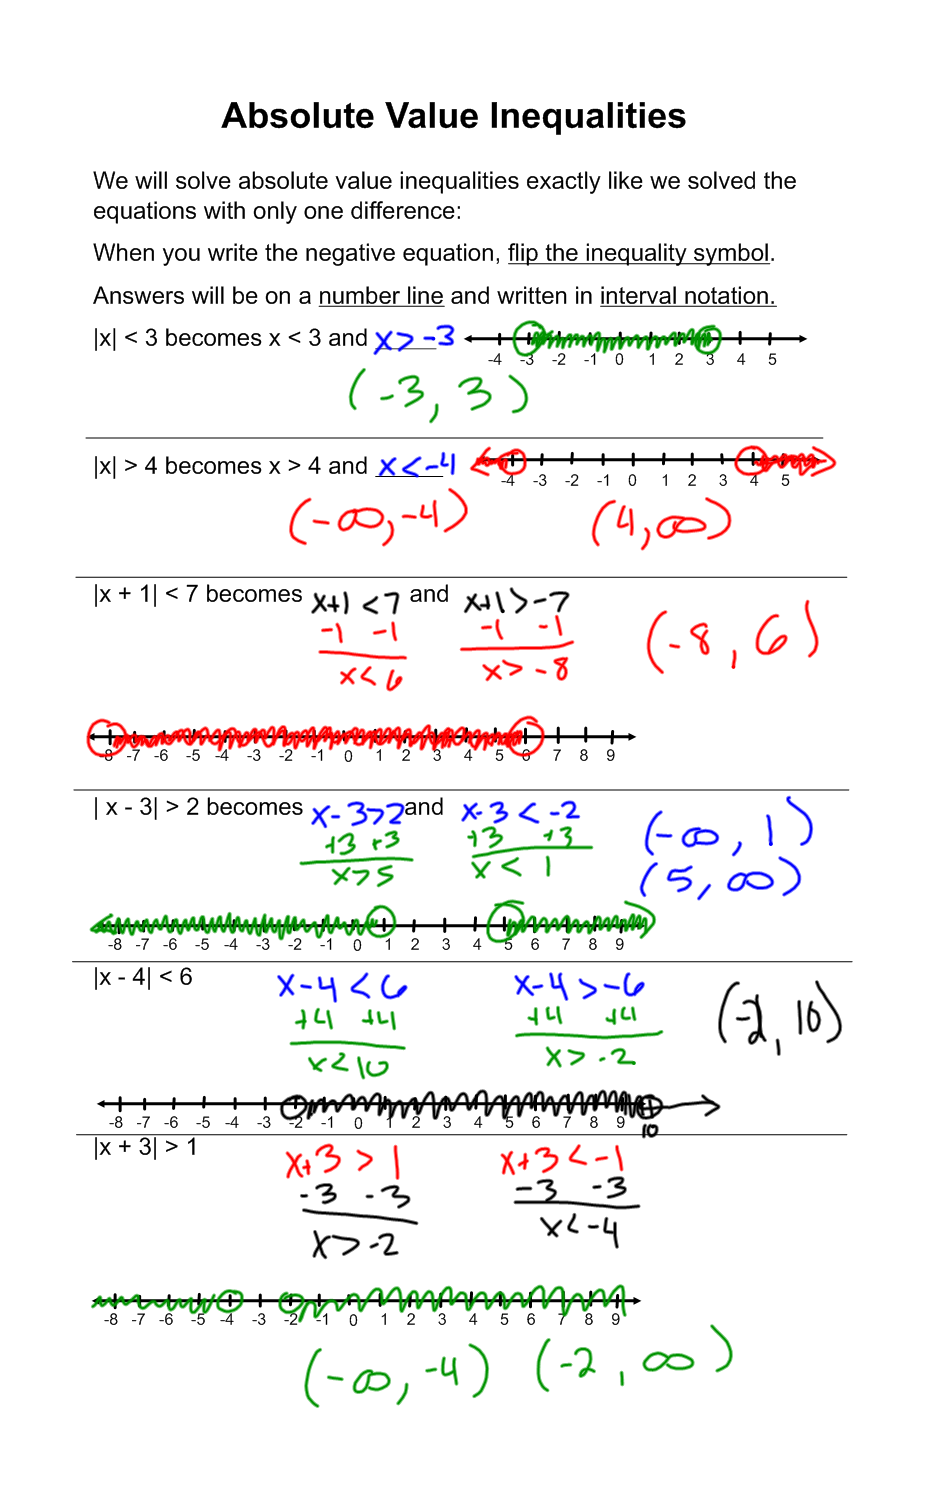 Absolute Value Inequalities
We will solve absolute value inequalities exactly like we solved the
equations with only one difference:
When you write the negative equation, flip the inequality symbol.
Answers will be on a number line and written in interval notation.
|x| < 3 becomes x < 3 and x > -3
-4 -3 -2 -1 0 1 2 3 4 5
(-3, 3)
|x| > 4 becomes x > 4 and x < -4
-4 -3 -2 -1 0 1 2 3 4 5
(-∞, -4) (4, ∞)
|x + 1| < 7 becomes x+1 < 7 and x+1 > -7
-1 -1 -1 -1
x < 6 x > -8
(-8, 6)
-8 -7 -6 -5 -4 -3 -2 -1 0 1 2 3 4 5 6 7 8 9
| x - 3| > 2 becomes x-3>2 and x-3 < -2
+3 +3 +3 +3
x>5 x < 1
(-∞, 1)
(5, ∞)
-8 -7 -6 -5 -4 -3 -2 -1 0 1 2 3 4 5 6 7 8 9
|x - 4| < 6 x-4 < 6 x-4 > -6
+4 +4 +4 +4
x < 10 x > -2
(-2, 10)
-8 -7 -6 -5 -4 -3 -2 -1 0 1 2 3 4 5 6 7 8 9 10
|x + 3| > 1 x+3 > 1 x+3 < -1
-3 -3 -3 -3
x > -2 x < -4
-8 -7 -6 -5 -4 -3 -2 -1 0 1 2 3 4 5 6 7 8 9
(-∞, -4) (-2, ∞)